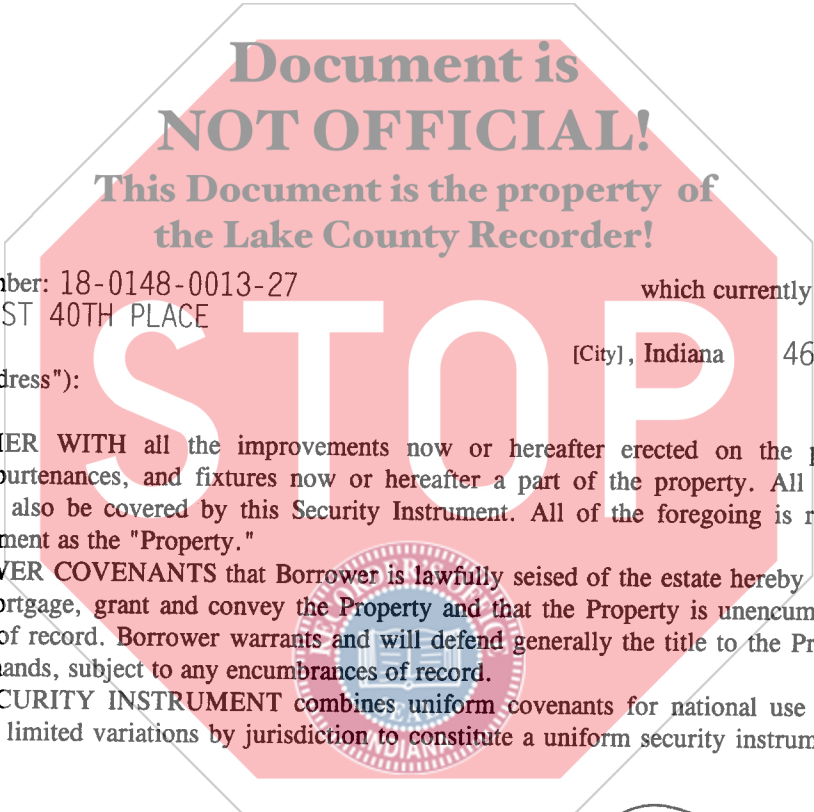 Document is
NOT OFFICIAL!
This Document is the property of
the Lake County Recorder!
ber: 18-0148-0013-27 which currently
ST 40TH PLACE
[City], Indiana 46
dress"):
STOP
ER WITH all the improvements now or hereafter erected on the
purtenances, and fixtures now or hereafter a part of the property. All
also be covered by this Security Instrument. All of the foregoing is r
ment as the "Property."
VER COVENANTS that Borrower is lawfully seised of the estate hereby
ortgage, grant and convey the Property and that the Property is unencum
of record. Borrower warrants and will defend generally the title to the Pr
ands, subject to any encumbrances of record.
CURITY INSTRUMENT combines uniform covenants for national use
limited variations by jurisdiction to constitute a uniform security instrum
RECORDER'S OFFICE
SEAL
INDIANA